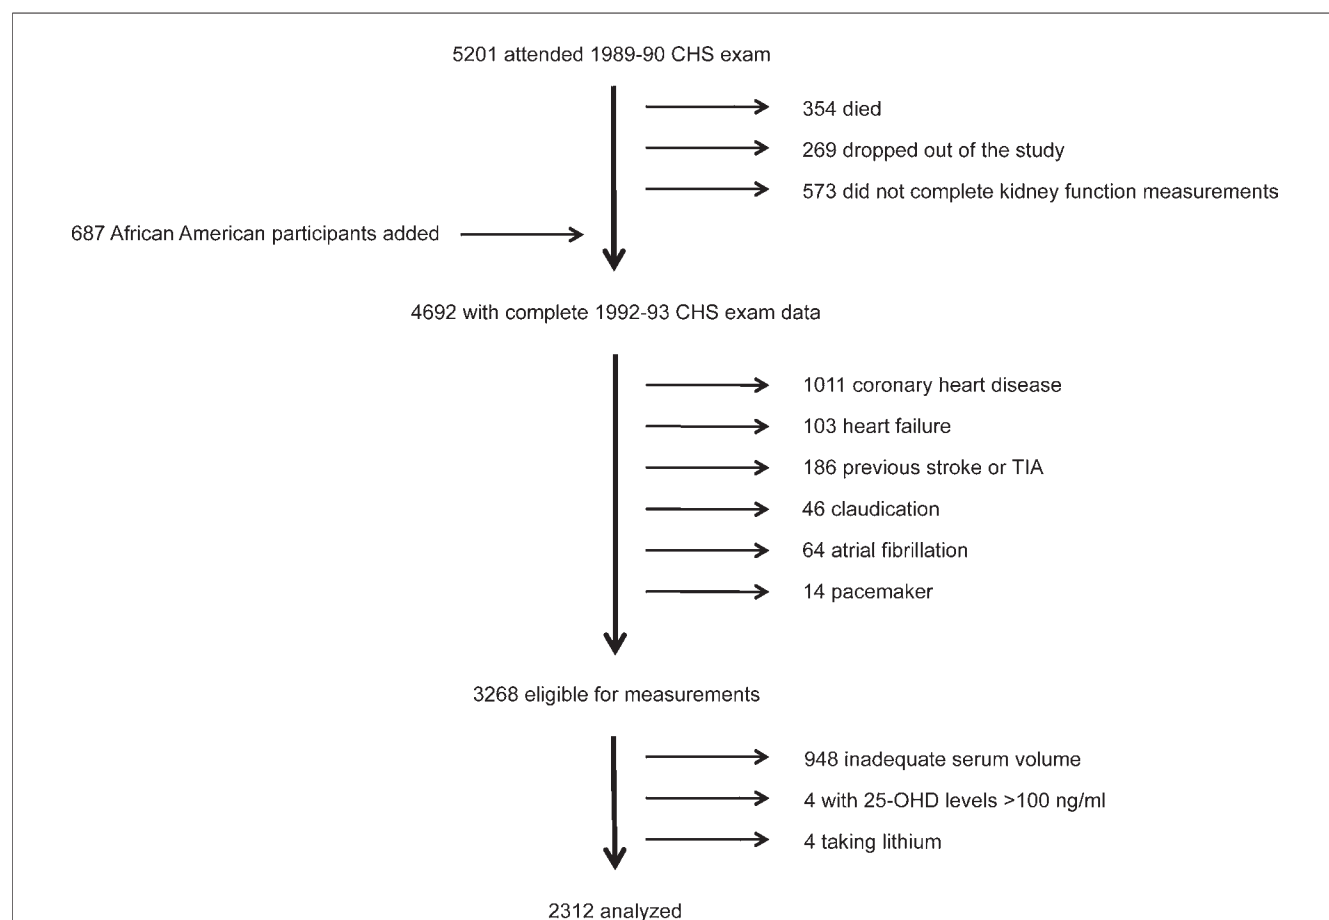 5201 attended 1989-90 CHS exam
354 died
269 dropped out of the study
573 did not complete kidney function measurements
687 African American participants added
4692 with complete 1992-93 CHS exam data
1011 coronary heart disease
103 heart failure
186 previous stroke or TIA
46 claudication
64 atrial fibrillation
14 pacemaker
3268 eligible for measurements
948 inadequate serum volume
4 with 25-OHD levels >100 ng/ml
4 taking lithium
2312 analyzed